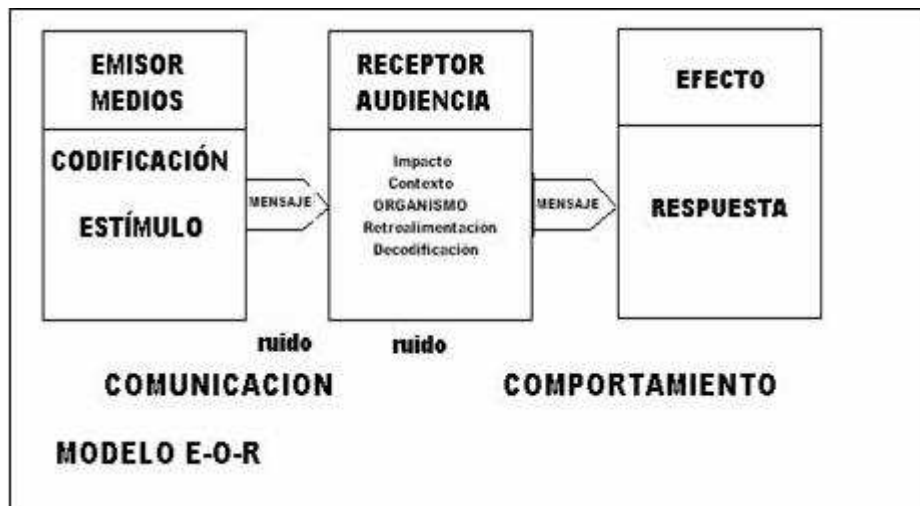 EMISOR
MEDIOS
CODIFICACIÓN
ESTÍMULO
MENSAJE
RECEPTOR
AUDIENCIA
Impacto
Contexto
ORGANISMO
Retroalimentación
Decodificación
MENSAJE
EFECTO
RESPUESTA
ruido
ruido
COMUNICACION
COMPORTAMIENTO
MODELO E-O-R